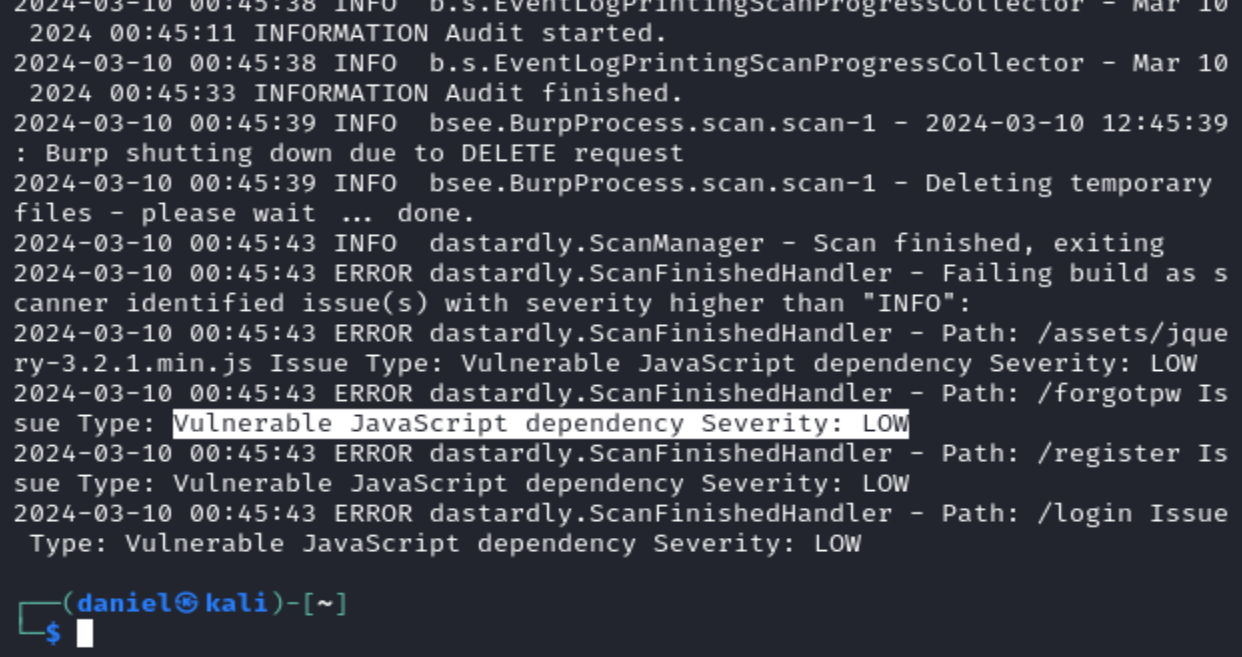 2024-03-10 00:45:38 INFO  b.s.EventLogPrintingScanProgressCollector - Mar 10
 2024 00:45:11 INFORMATION Audit started.
2024-03-10 00:45:38 INFO  b.s.EventLogPrintingScanProgressCollector - Mar 10
 2024 00:45:33 INFORMATION Audit finished.
2024-03-10 00:45:39 INFO  bsee.BurpProcess.scan.scan-1 - 2024-03-10 12:45:39
: Burp shutting down due to DELETE request
2024-03-10 00:45:39 INFO  bsee.BurpProcess.scan.scan-1 - Deleting temporary
files - please wait ... done.
2024-03-10 00:45:43 INFO  dastardly.ScanManager - Scan finished, exiting
2024-03-10 00:45:43 ERROR dastardly.ScanFinishedHandler - Failing build as s
canner identified issue(s) with severity higher than "INFO":
2024-03-10 00:45:43 ERROR dastardly.ScanFinishedHandler - Path: /assets/jque
ry-3.2.1.min.js Issue Type: Vulnerable JavaScript dependency Severity: LOW
2024-03-10 00:45:43 ERROR dastardly.ScanFinishedHandler - Path: /forgotpw Is
sue Type: Vulnerable JavaScript dependency Severity: LOW
2024-03-10 00:45:43 ERROR dastardly.ScanFinishedHandler - Path: /register Is
sue Type: Vulnerable JavaScript dependency Severity: LOW
2024-03-10 00:45:43 ERROR dastardly.ScanFinishedHandler - Path: /login Issue
 Type: Vulnerable JavaScript dependency Severity: LOW
┌──(daniel㉿kali)-[~]
└─$